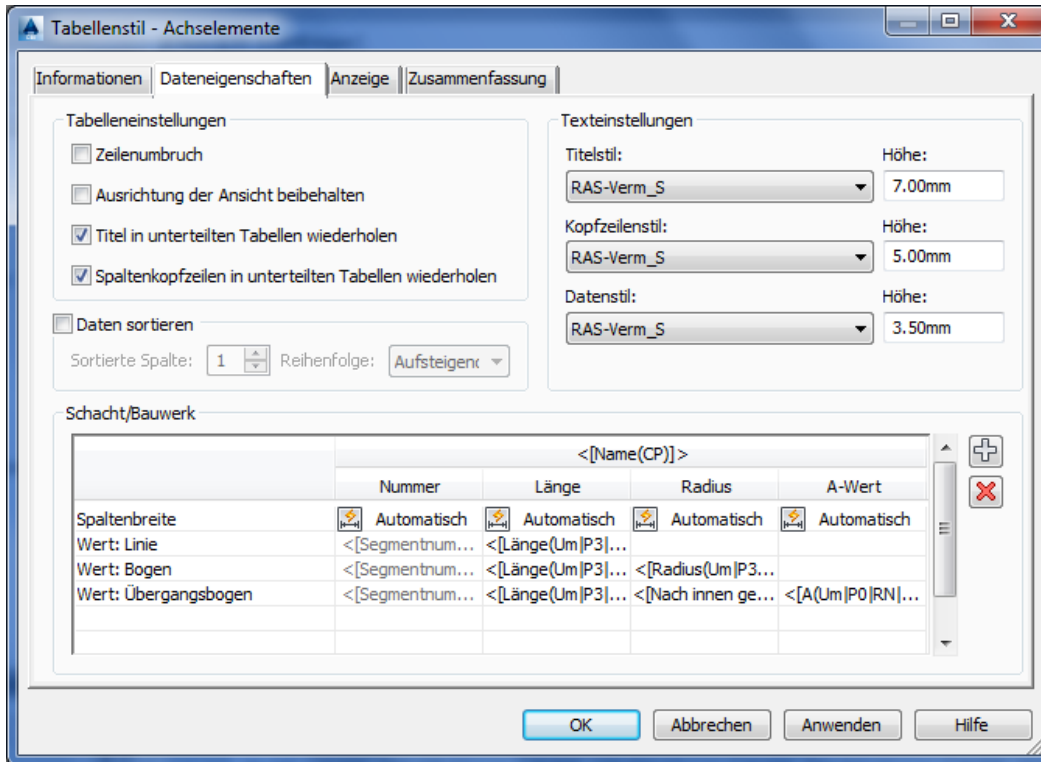 Tabellenstil - Achselemente
Informationen Dateneigenschaften Anzeige Zusammenfassung
Tabelleneinstellungen
Zeilenumbruch
Ausrichtung der Ansicht beibehalten
Titel in unterteilten Tabellen wiederholen
Spaltenkopfzeilen in unterteilten Tabellen wiederholen
Daten sortieren
Sortierte Spalte: 1 Reihenfolge: Aufsteigend
Texteinstellungen
Titelstil: Höhe:
RAS-Verm_S 7.00mm
Kopfzeilenstil: Höhe:
RAS-Verm_S 5.00mm
Datenstil: Höhe:
RAS-Verm_S 3.50mm
Schacht/Bauwerk
<[Name(CP)]>
Nummer Länge Radius A-Wert
Spaltenbreite Automatisch Automatisch Automatisch Automatisch
Wert: Linie <[Segmentnum... <[Länge(Um|P3|...
Wert: Bogen <[Segmentnum... <[Länge(Um|P3|... <[Radius(Um|P3...
Wert: Übergangsbogen <[Segmentnum... <[Länge(Um|P3|... <[Nach innen ge... <[A(Um|P0|RN|...
OK Abbrechen Anwenden Hilfe